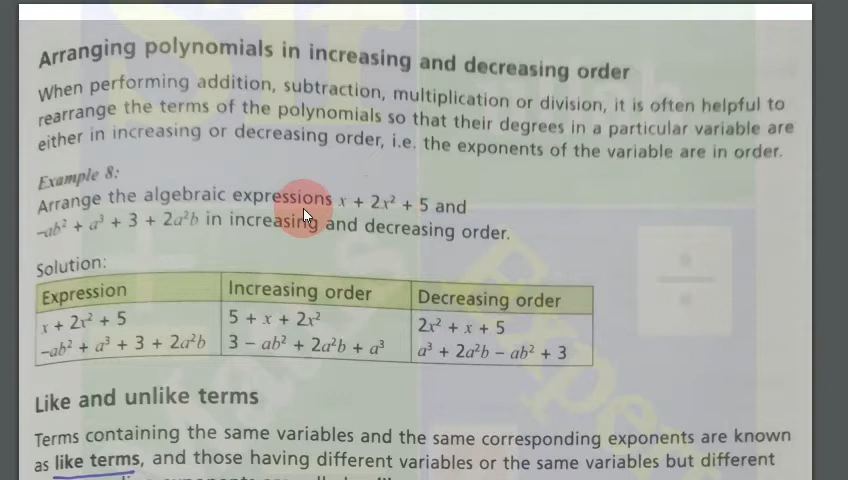 Arranging polynomials in increasing and decreasing order
When performing addition, subtraction, multiplication or division, it is often helpful to
rearrange the terms of the polynomials so that their degrees in a particular variable are
either in increasing or decreasing order, i.e. the exponents of the variable are in order.
Example 8:
Arrange the algebraic expressions x + 2x² + 5 and
–ab² + a³ + 3 + 2a²b in increasing and decreasing order.
Solution:
Expression Increasing order Decreasing order
x + 2x² + 5 5 + x + 2x² 2x² + x + 5
–ab² + a³ + 3 + 2a²b 3 – ab² + 2a²b + a³ a³ + 2a²b – ab² + 3
Like and unlike terms
Terms containing the same variables and the same corresponding exponents are known
as like terms, and those having different variables or the same variables but different